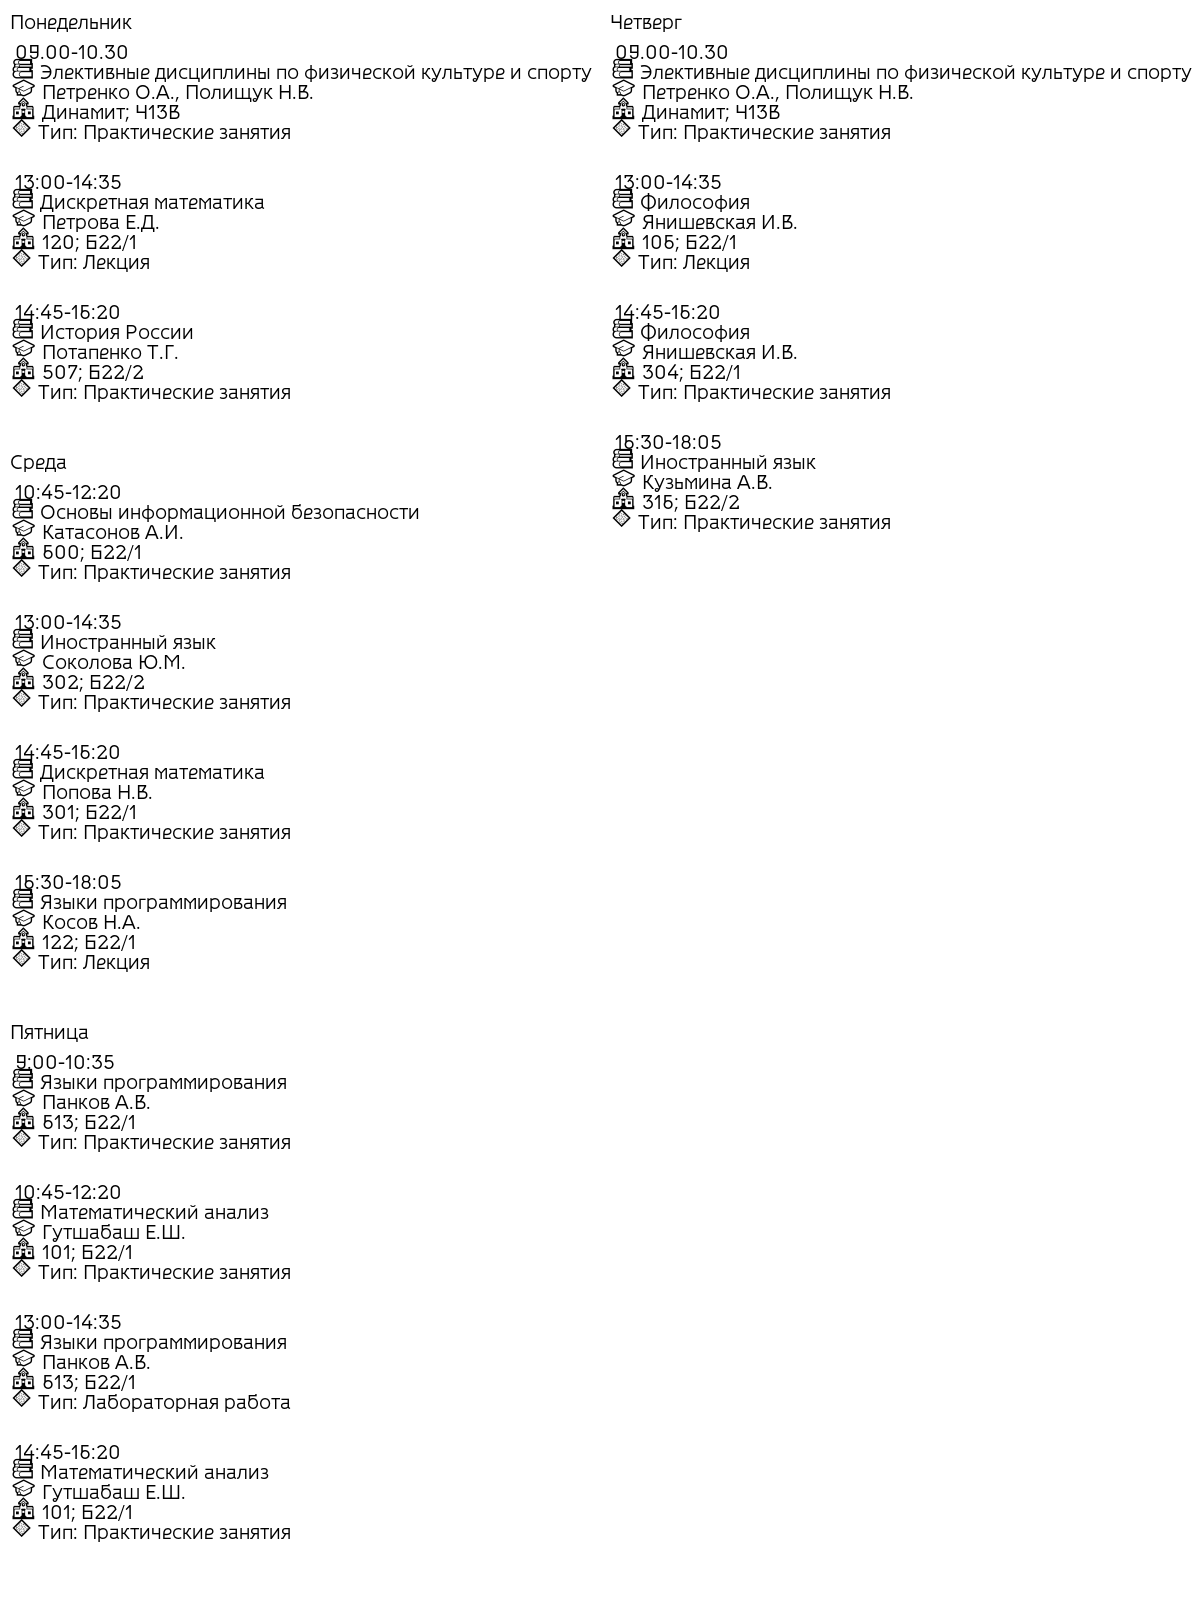 Понедельник
09.00-10.30
Элективные дисциплины по физической культуре и спорту
Петренко О.А., Полищук Н.В.
Динамит; Ч13В
Тип: Практические занятия
13:00-14:35
Дискретная математика
Петрова Е.Д.
120; Б22/1
Тип: Лекция
14:45-16:20
История России
Потапенко Т.Г.
507; Б22/2
Тип: Практические занятия
Среда
10:45-12:20
Основы информационной безопасности
Катасонов А.И.
600; Б22/1
Тип: Практические занятия
13:00-14:35
Иностранный язык
Соколова Ю.М.
302; Б22/2
Тип: Практические занятия
14:45-16:20
Дискретная математика
Попова Н.В.
301; Б22/1
Тип: Практические занятия
16:30-18:05
Языки программирования
Косов Н.А.
122; Б22/1
Тип: Лекция
Пятница
9:00-10:35
Языки программирования
Панков А.В.
613; Б22/1
Тип: Практические занятия
10:45-12:20
Математический анализ
Гутшабаш Е.Ш.
101; Б22/1
Тип: Практические занятия
13:00-14:35
Языки программирования
Панков А.В.
613; Б22/1
Тип: Лабораторная работа
14:45-16:20
Математический анализ
Гутшабаш Е.Ш.
101; Б22/1
Тип: Практические занятия
Четверг
09.00-10.30
Элективные дисциплины по физической культуре и спорту
Петренко О.А., Полищук Н.В.
Динамит; Ч13В
Тип: Практические занятия
13:00-14:35
Философия
Янишевская И.В.
106; Б22/1
Тип: Лекция
14:45-16:20
Философия
Янишевская И.В.
304; Б22/1
Тип: Практические занятия
16:30-18:05
Иностранный язык
Кузьмина А.В.
316; Б22/2
Тип: Практические занятия